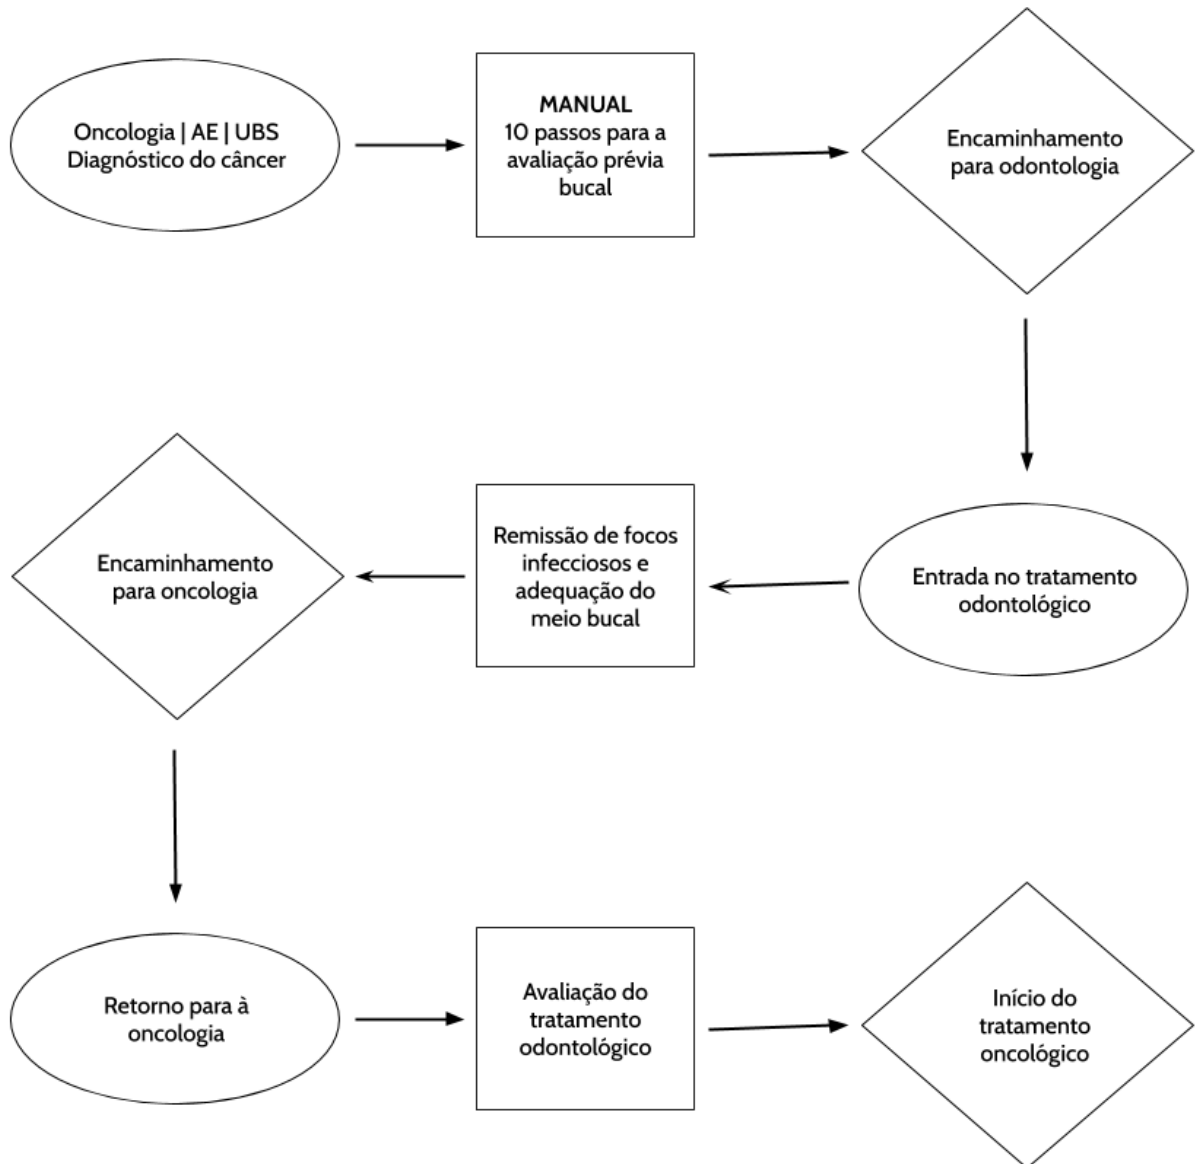 Oncologia | AE | UBS
Diagnóstico do câncer
MANUAL
10 passos para a
avaliação prévia
bucal
Encaminhamento
para odontologia
Entrada no tratamento
odontológico
Remissão de focos
infecciosos e
adequação do
meio bucal
Encaminhamento
para oncologia
Retorno para à
oncologia
Avaliação do
tratamento
odontológico
Início do
tratamento
oncológico